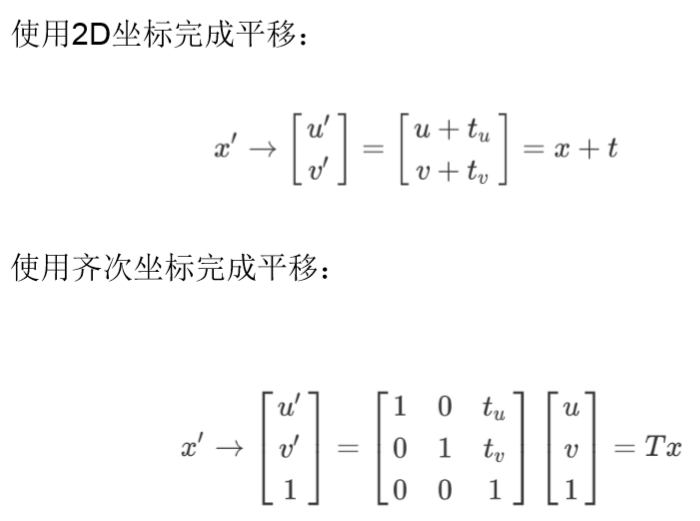 使用2D坐标完成平移：
x′ → [u′ v′] = [u + t_u v + t_v] = x + t
使用齐次坐标完成平移：
x′ → [u′ v′ 1] = [1 0 t_u 0 1 t_v 0 0 1] [u v 1] = Tx